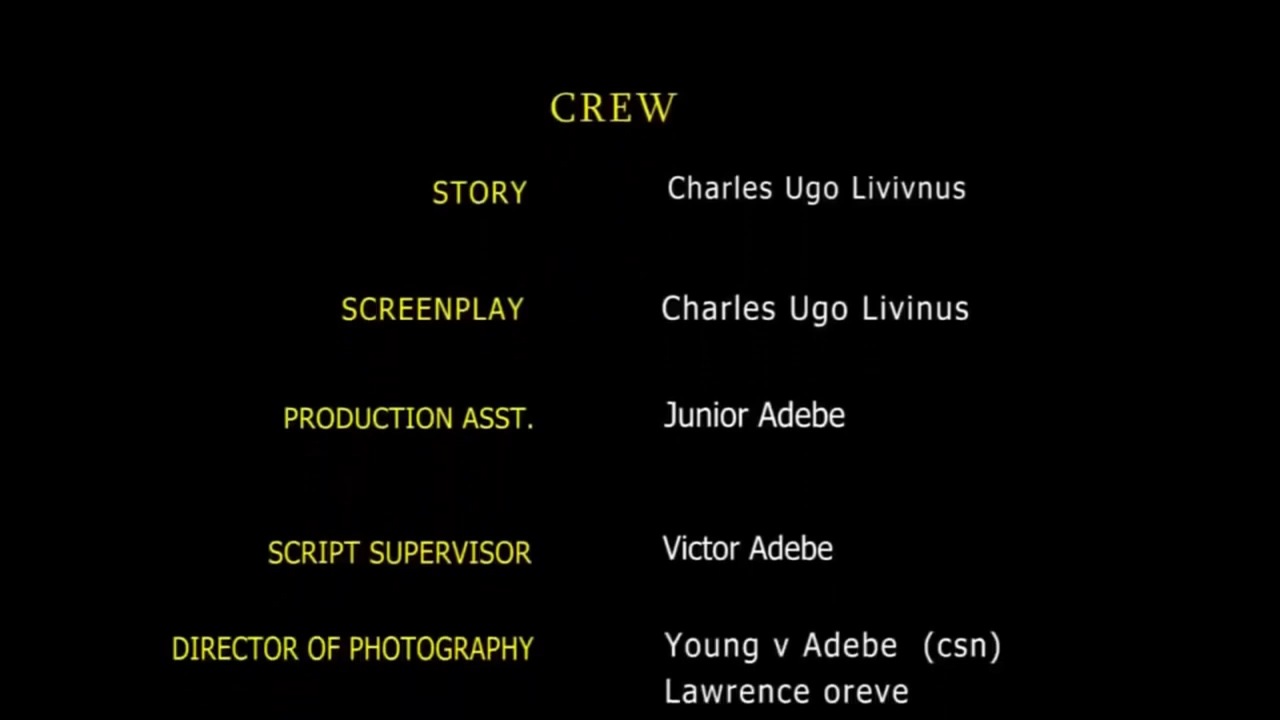 CREW
STORY Charles Ugo Livivnus
SCREENPLAY Charles Ugo Livinus
PRODUCTION ASST. Junior Adebe
SCRIPT SUPERVISOR Victor Adebe
DIRECTOR OF PHOTOGRAPHY Young v Adebe (csn)
Lawrence oreve